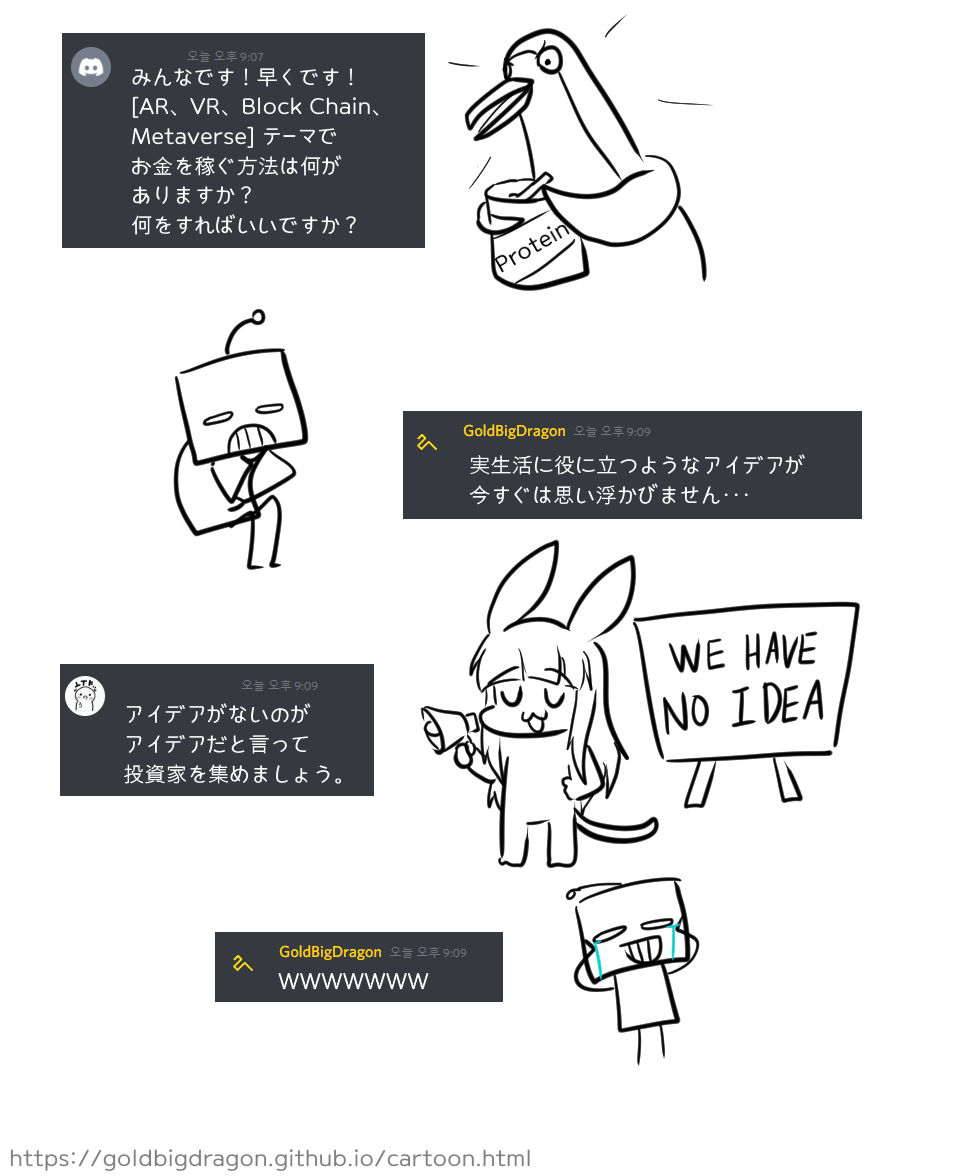 오늘 오후 9:07
みんなです！早くです！
[AR、VR、Block Chain、
Metaverse] テーマで
お金を稼ぐ方法は何が
ありますか？
何をすればいいですか？
Protein
GoldBigDragon 오늘 오후 9:09
実生活に役に立つようなアイデアが
今すぐは思い浮かびません･･･
WE HAVE
NO IDEA
오늘 오후 9:09
アイデアがないのが
アイデアだと言って
投資家を集めましょう。
GoldBigDragon 오늘 오후 9:09
WWWWWWW
https://goldbigdragon.github.io/cartoon.html